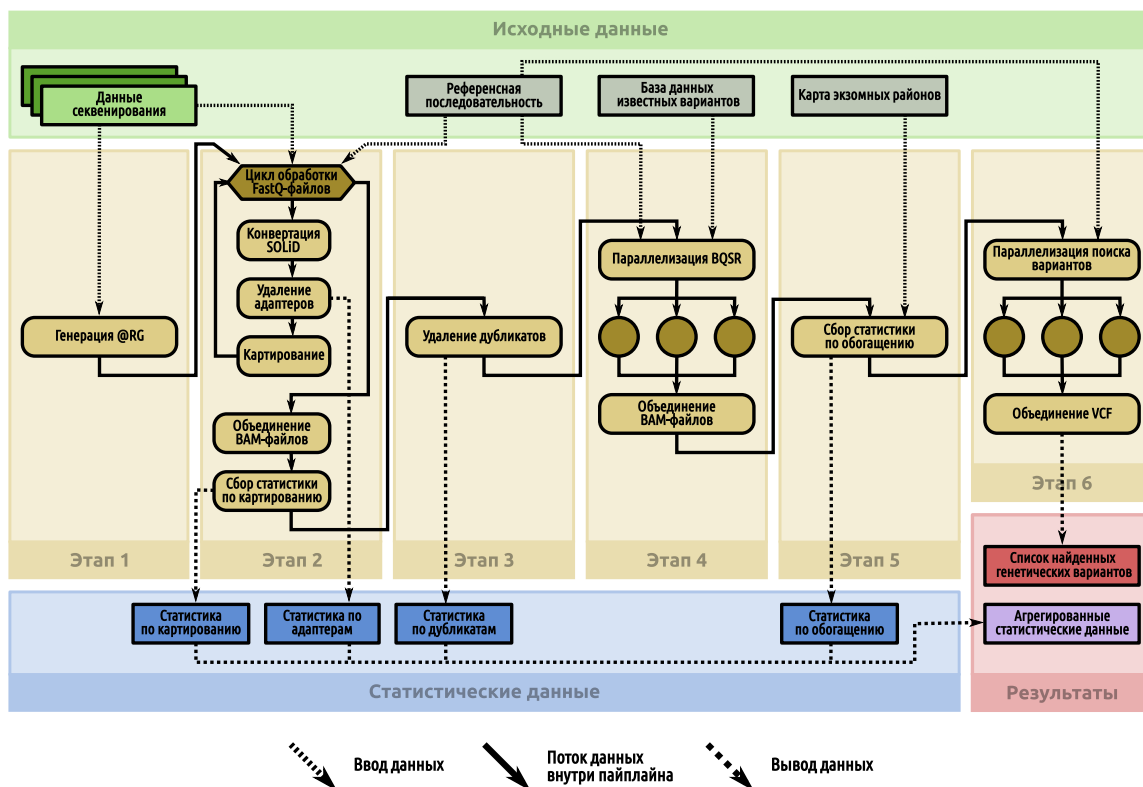 Исходные данные
Данные
секвенирования
Референсная
последовательность
База данных
известных вариантов
Карта экзомных районов
Генерация @RG
Этап 1
Цикл обработки
FastQ-файлов
Конвертация
SOLiD
Удаление
адаптеров
Картирование
Объединение
BAM-файлов
Сбор статистики
по картированию
Этап 2
Удаление дубликатов
Этап 3
Параллелизация BQSR
Объединение
BAM-файлов
Этап 4
Сбор статистики
по обогащению
Этап 5
Параллелизация поиска
вариантов
Объединение VCF
Этап 6
Статистика
по картированию
Статистика по
адаптерам
Статистика
по дубликатам
Статистика
по обогащению
Статистические данные
Список найденных
генетических вариантов
Агрегированные
статистические данные
Результаты
Ввод данных
Поток данных
внутри пайплайна
Вывод данных